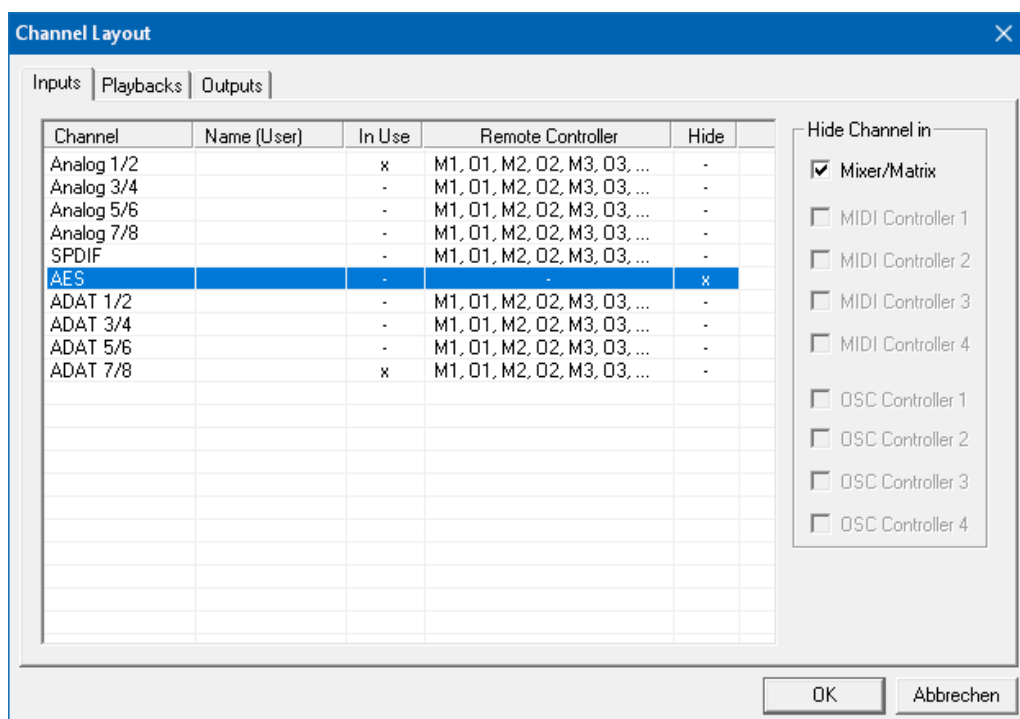 Channel Layout
Inputs Playbacks Outputs
Channel Name (User) In Use Remote Controller Hide
Analog 1/2 x M1, O1, M2, O2, M3, O3, ... -
Analog 3/4 - M1, O1, M2, O2, M3, O3, ... -
Analog 5/6 - M1, O1, M2, O2, M3, O3, ... -
Analog 7/8 - M1, O1, M2, O2, M3, O3, ... -
SPDIF - M1, O1, M2, O2, M3, O3, ... -
AES - - x
ADAT 1/2 - M1, O1, M2, O2, M3, O3, ... -
ADAT 3/4 - M1, O1, M2, O2, M3, O3, ... -
ADAT 5/6 - M1, O1, M2, O2, M3, O3, ... -
ADAT 7/8 x M1, O1, M2, O2, M3, O3, ... -
Hide Channel in
Mixer/Matrix
MIDI Controller 1
MIDI Controller 2
MIDI Controller 3
MIDI Controller 4
OSC Controller 1
OSC Controller 2
OSC Controller 3
OSC Controller 4
OK Abbrechen